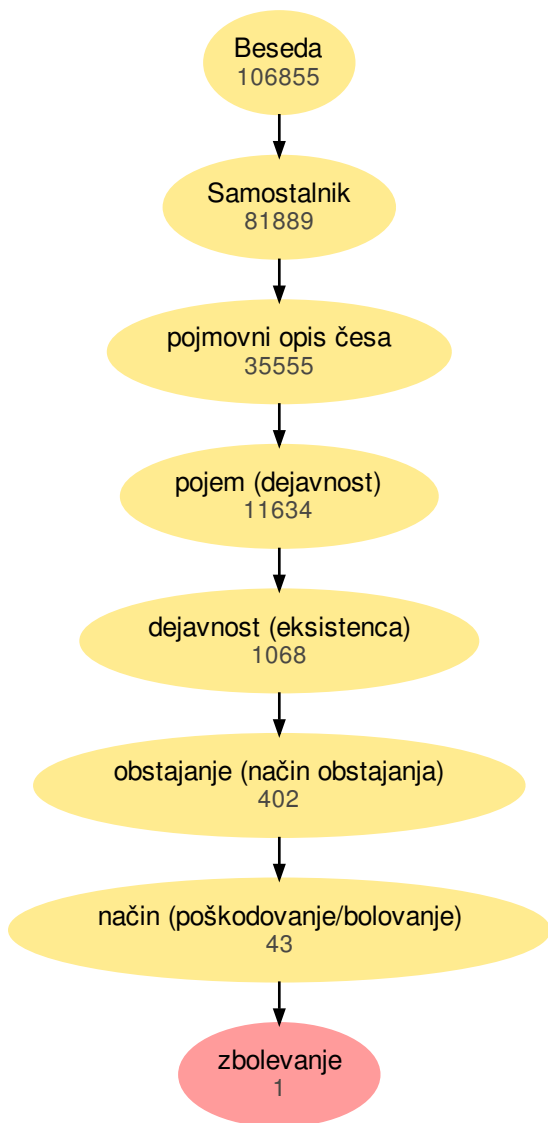 Beseda
106855
Samostalnik
81889
pojmovni opis česa
35555
pojem (dejavnost)
11634
dejavnost (eksistenca)
1068
obstajanje (način obstajanja)
402
način (poškodovanje/bolovanje)
43
zbolevanje
1